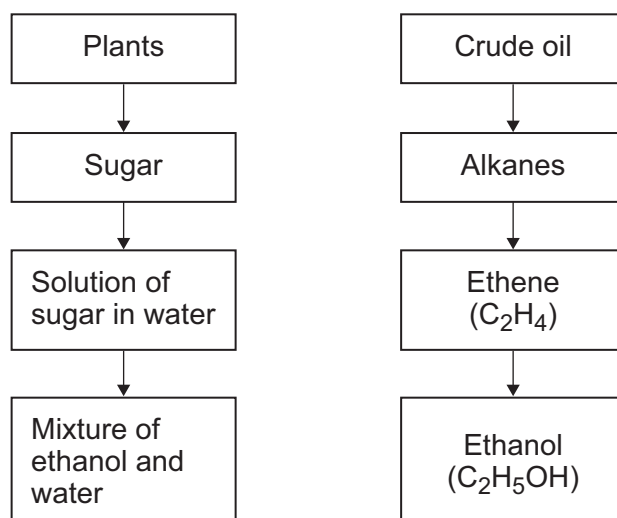 Plants
Sugar
Solution of
sugar in water
Mixture of
ethanol and
water
Crude oil
Alkanes
Ethene
(C₂H₄)
Ethanol
(C₂H₅OH)